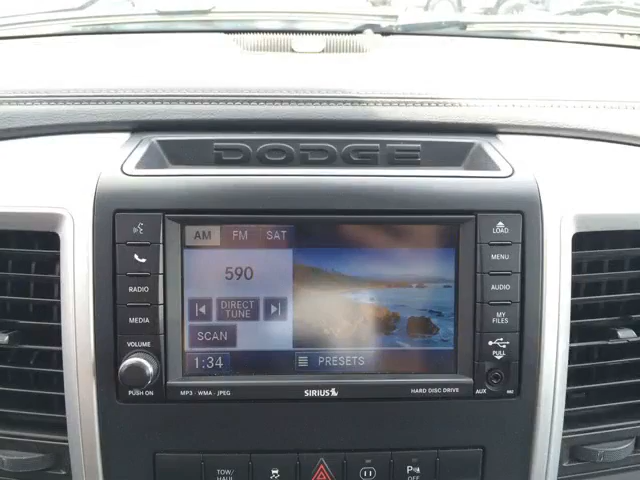 DODGE
AM FM SAT
590
DIRECT
TUNE
SCAN
1:34 PRESETS
RADIO
MEDIA
VOLUME
PUSH ON
LOAD
MENU
AUDIO
MY
FILES
PULL
AUX
MP3 · WMA · JPEG
SIRIUS
HARD DISC DRIVE
TOW/
HAUL
P
OFF